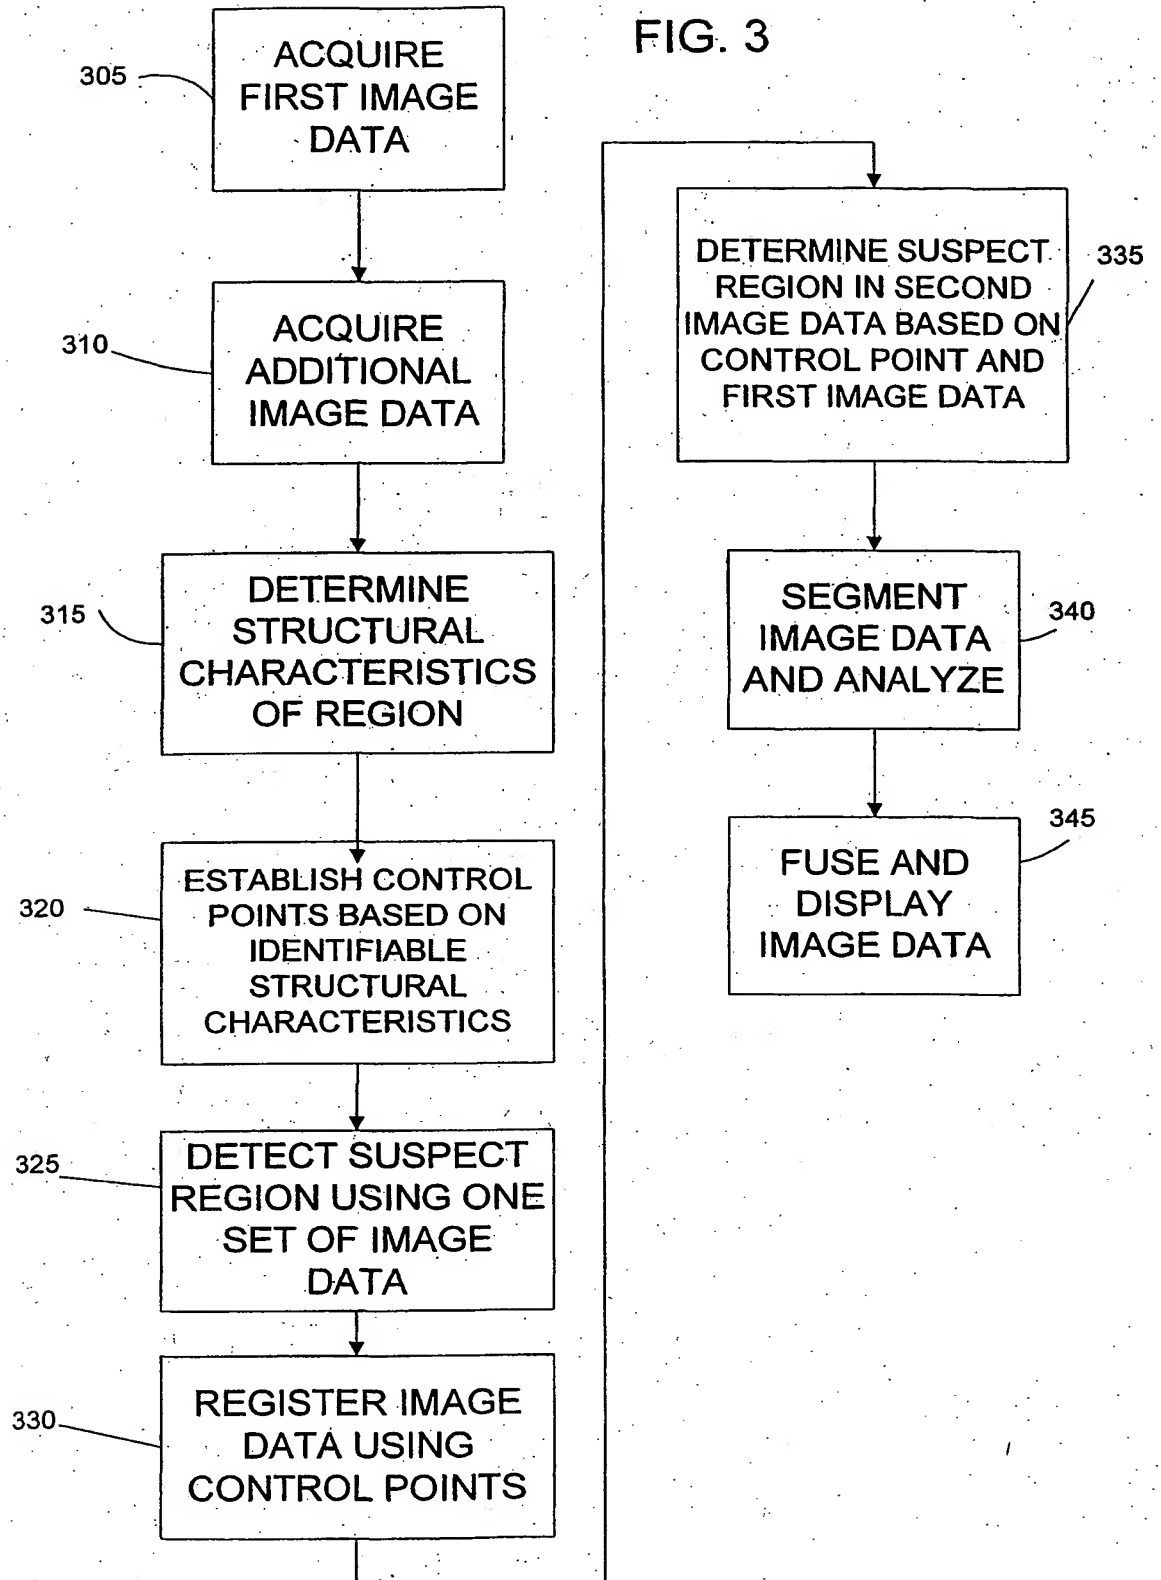 FIG. 3
305
ACQUIRE
FIRST IMAGE
DATA
310
ACQUIRE
ADDITIONAL
IMAGE DATA
315
DETERMINE
STRUCTURAL
CHARACTERISTICS
OF REGION
320
ESTABLISH CONTROL
POINTS BASED ON
IDENTIFIABLE
STRUCTURAL
CHARACTERISTICS
325
DETECT SUSPECT
REGION USING ONE
SET OF IMAGE
DATA
330
REGISTER IMAGE
DATA USING
CONTROL POINTS
335
DETERMINE SUSPECT
REGION IN SECOND
IMAGE DATA BASED ON
CONTROL POINT AND
FIRST IMAGE DATA
340
SEGMENT
IMAGE DATA
AND ANALYZE
345
FUSE AND
DISPLAY
IMAGE DATA